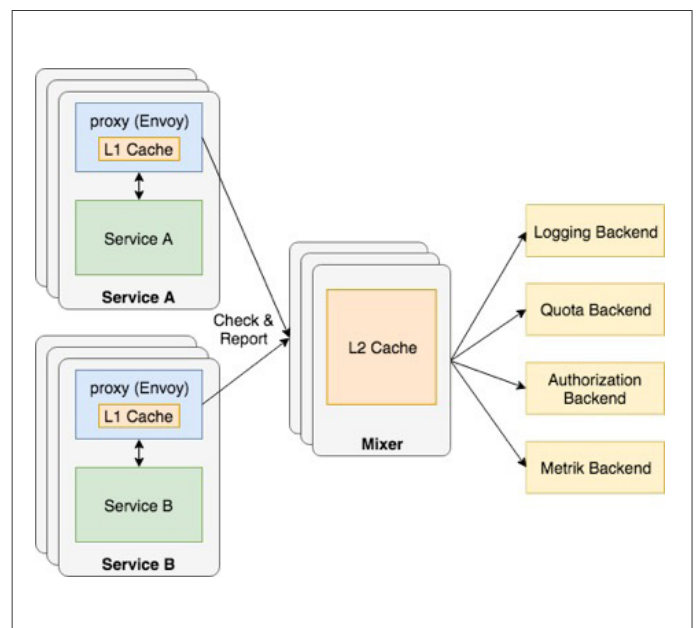 proxy (Envoy)
L1 Cache
Service A
Service A
Check &
Report
proxy (Envoy)
L1 Cache
Service B
Service B
L2 Cache
Mixer
Logging Backend
Quota Backend
Authorization
Backend
Metrik Backend